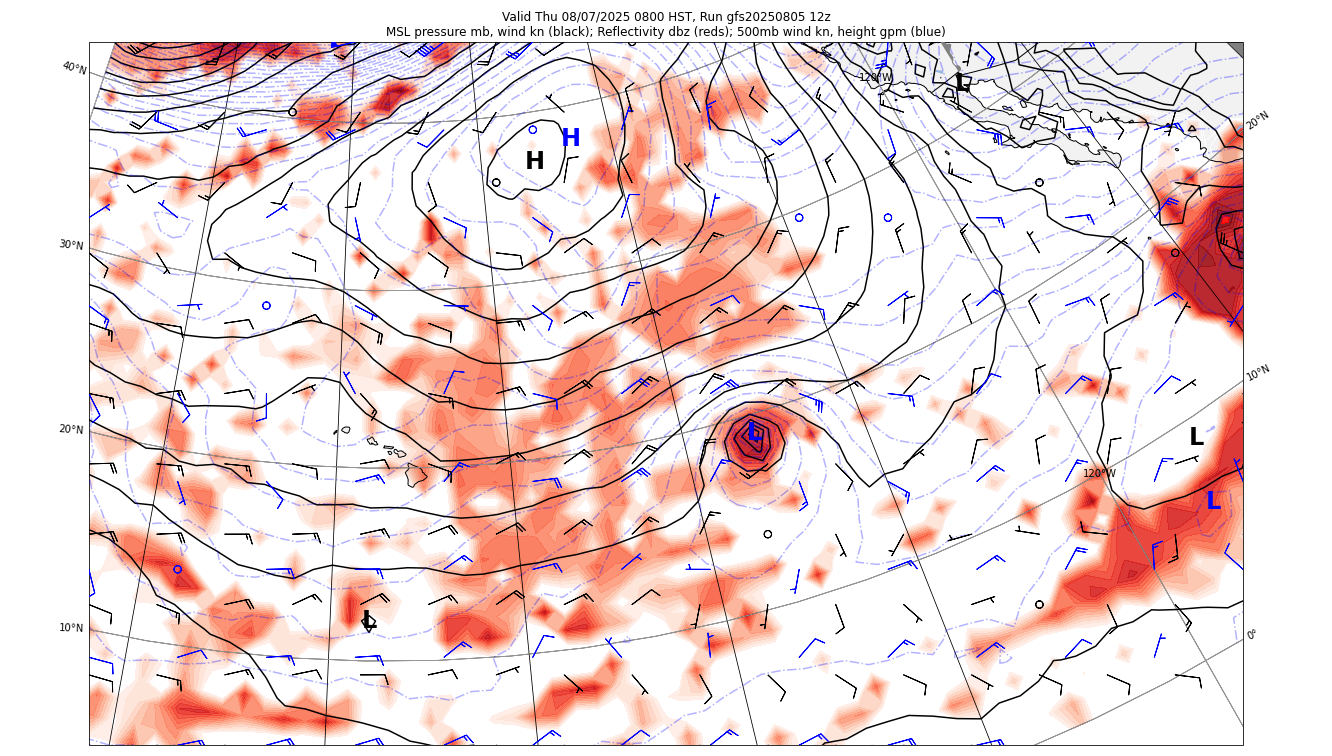 Valid Thu 08/07/2025 0800 HST, Run gfs20250805 12z
MSL pressure mb, wind kn (black); Reflectivity dbz (reds); 500mb wind kn, height gpm (blue)
L
40°N
120°W
L
20°N
H
H
30°N
10°N
20°N
L
L
120°W
L
10°N
L
0°